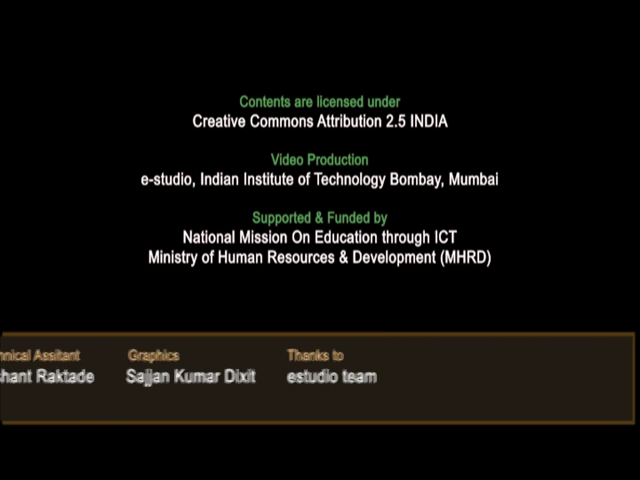 Contents are licensed under
Creative Commons Attribution 2.5 INDIA
Video Production
e-studio, Indian Institute of Technology Bombay, Mumbai
Supported & Funded by
National Mission On Education through ICT
Ministry of Human Resources & Development (MHRD)
Assitant Graphics Thanks to
Raktade Sajjan Kumar Dixit estudio team